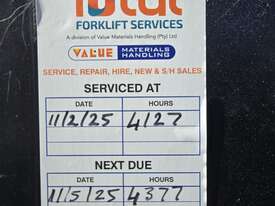 Total
FORKLIFT SERVICES
A division of Value Materials Handling (Pty) Ltd
VALUE MATERIALS HANDLING
SERVICE, REPAIR, HIRE, NEW & S/H SALES
SERVICED AT
DATE HOURS
11/2/25 4127
NEXT DUE
DATE HOURS
11/5/25 4377